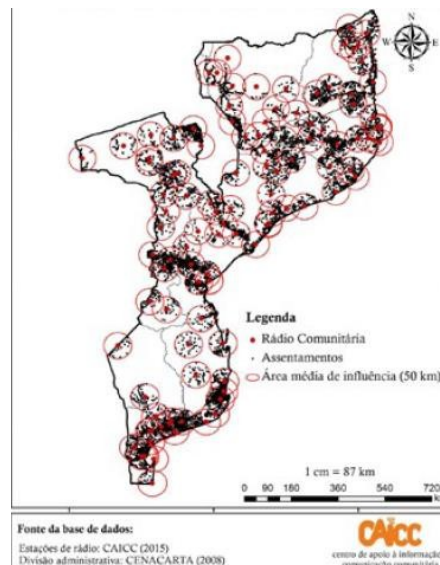 N
W E
S
Legenda
Rádio Comunitária
Assentamentos
Área média de influência (50 km)
1 cm = 87 km
0 90 180 360 540 720
Fonte da base de dados:
Estações de rádio: CAICC (2015)
Divisão administrativa: CENACARTA (2008)
CAICC
centro de apoio à informação
comunicação comunitária